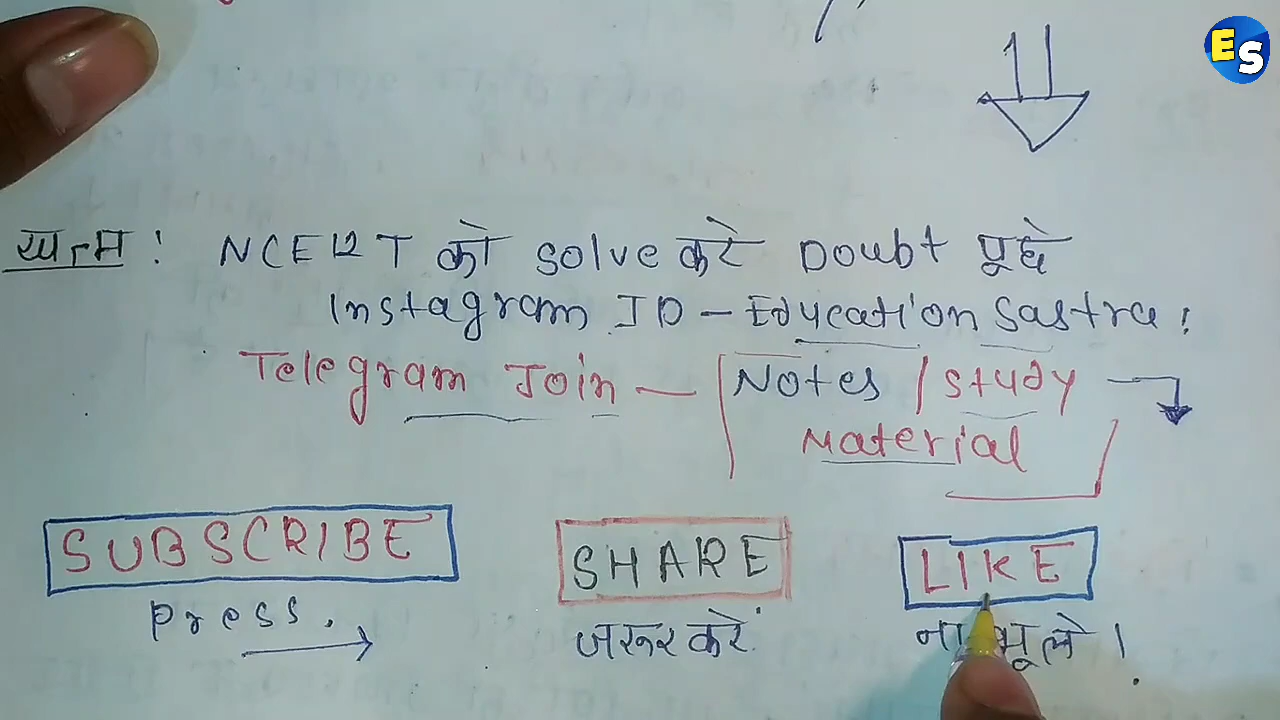 ES
NCERT को solve करे Doubt पूछे
Instagram ID - Education Sastra!
Telegram Join - Notes / Study
Material
SUBSCRIBE SHARE LIKE
Press. जरूर करें ना भूले!